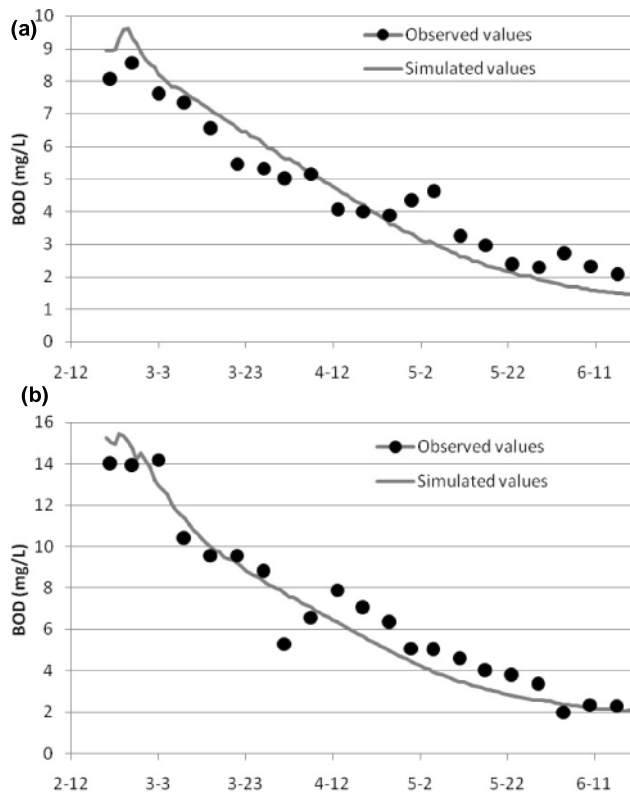 (a)
10
9
8
7
6
5
4
3
2
1
0
BOD (mg/L)
Observed values
Simulated values
2-12 3-3 3-23 4-12 5-2 5-22 6-11
(b)
16
14
12
10
8
6
4
2
0
BOD (mg/L)
Observed values
Simulated values
2-12 3-3 3-23 4-12 5-2 5-22 6-11